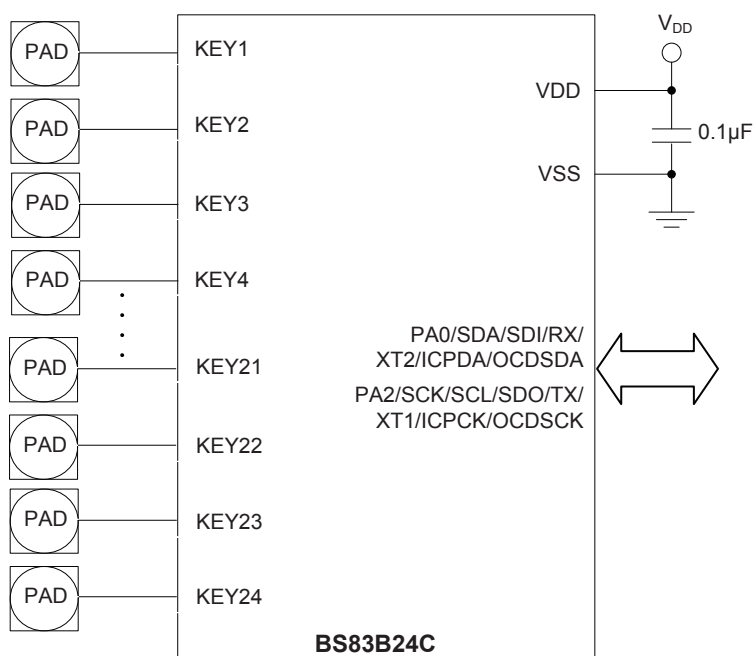 PAD KEY1
PAD KEY2
PAD KEY3
PAD KEY4
PAD KEY21
PAD KEY22
PAD KEY23
PAD KEY24
VDD
VDD
0.1µF
VSS
PA0/SDA/SDI/RX/
XT2/ICPDA/OCDSDA
PA2/SCK/SCL/SDO/TX/
XT1/ICPCK/OCDSCK
BS83B24C